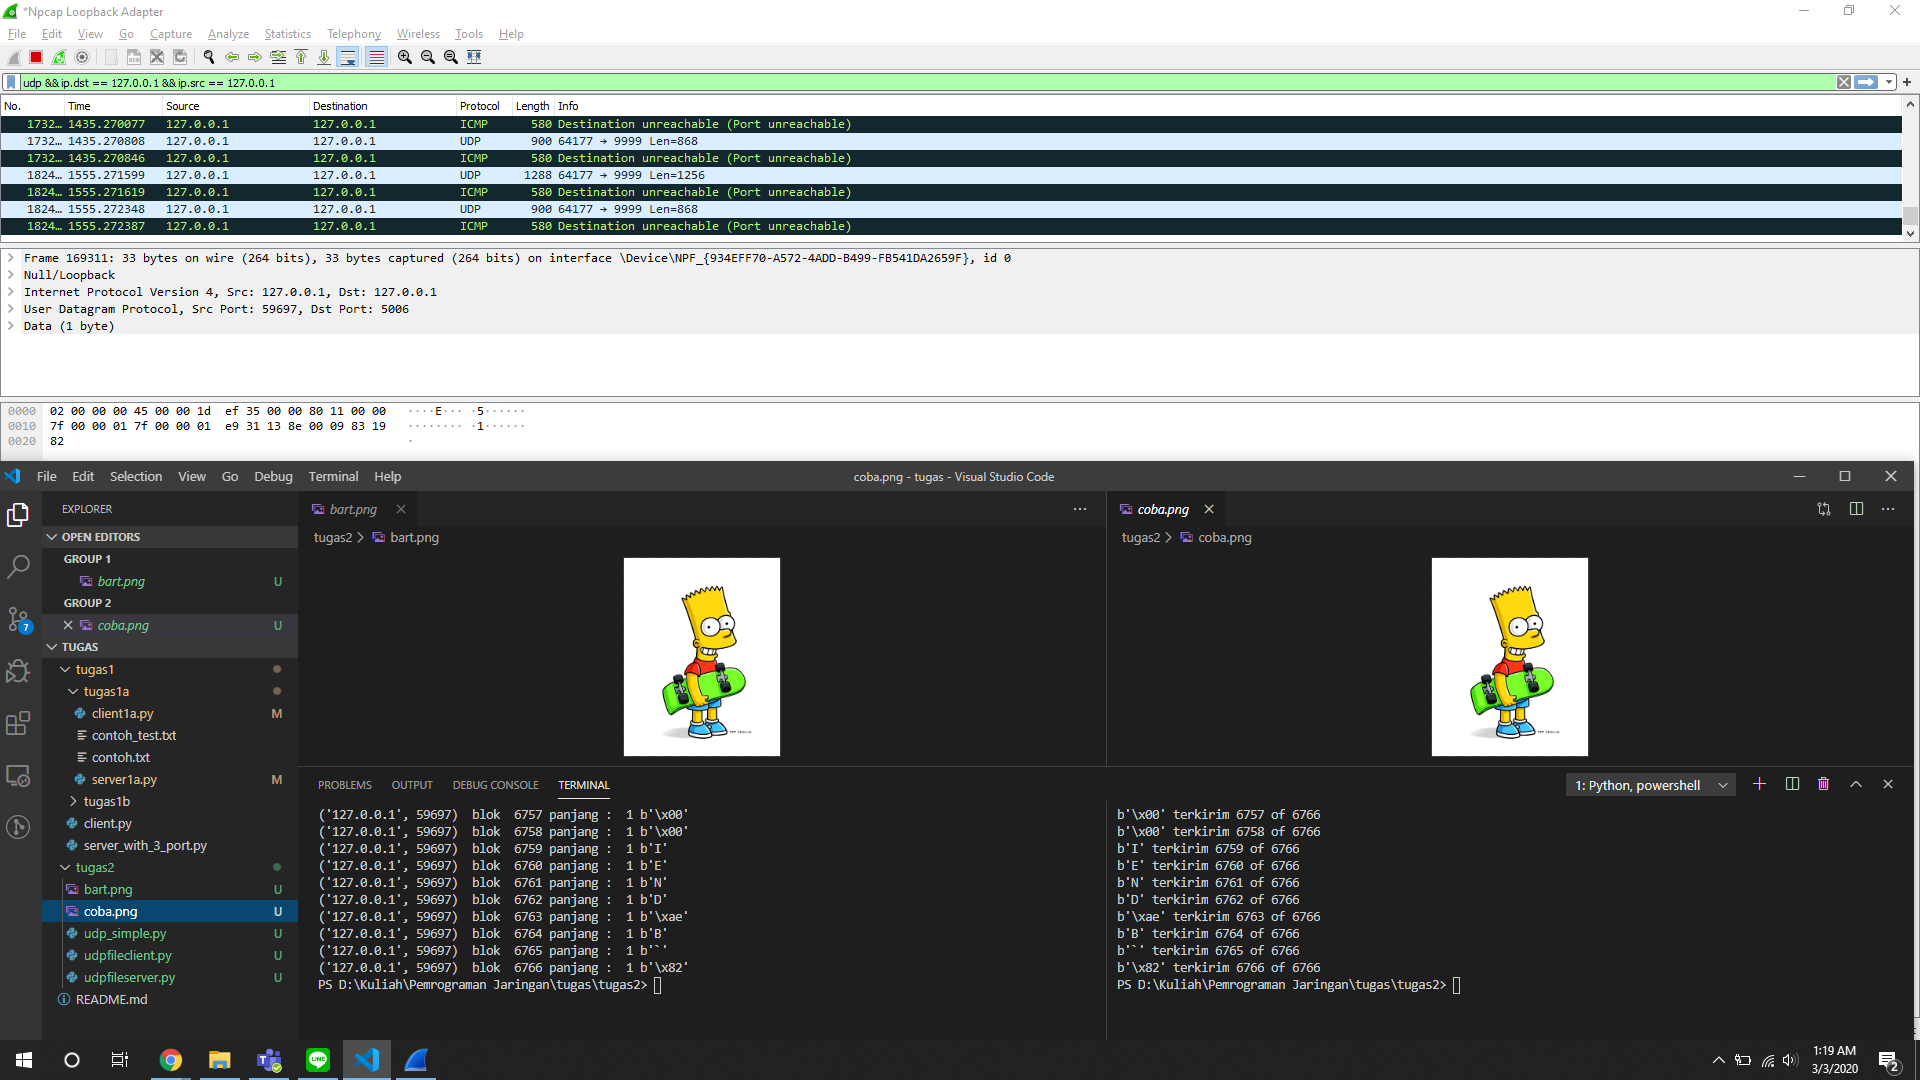 *Npcap Loopback Adapter
File Edit View Go Capture Analyze Statistics Telephony Wireless Tools Help
udp && ip.dst == 127.0.0.1 && ip.src == 127.0.0.1
No. Time Source Destination Protocol Length Info
1732… 1435.270077 127.0.0.1 127.0.0.1 ICMP 580 Destination unreachable (Port unreachable)
1732… 1435.270808 127.0.0.1 127.0.0.1 UDP 900 64177 → 9999 Len=868
1732… 1435.270846 127.0.0.1 127.0.0.1 ICMP 580 Destination unreachable (Port unreachable)
1824… 1555.271599 127.0.0.1 127.0.0.1 UDP 1288 64177 → 9999 Len=1256
1824… 1555.271619 127.0.0.1 127.0.0.1 ICMP 580 Destination unreachable (Port unreachable)
1824… 1555.272348 127.0.0.1 127.0.0.1 UDP 900 64177 → 9999 Len=868
1824… 1555.272387 127.0.0.1 127.0.0.1 ICMP 580 Destination unreachable (Port unreachable)
Frame 169311: 33 bytes on wire (264 bits), 33 bytes captured (264 bits) on interface \Device\NPF_{934EFF70-A572-4ADD-B499-FB541DA2659F}, id 0
Null/Loopback
Internet Protocol Version 4, Src: 127.0.0.1, Dst: 127.0.0.1
User Datagram Protocol, Src Port: 59697, Dst Port: 5006
Data (1 byte)
0000 02 00 00 00 45 00 00 1d ef 35 00 00 80 11 00 00 ····E··· ·5······
0010 7f 00 00 01 7f 00 00 01 e9 31 13 8e 00 09 83 19 ········ ·1······
0020 82 ·
File Edit Selection View Go Debug Terminal Help
coba.png - tugas - Visual Studio Code
EXPLORER
OPEN EDITORS
GROUP 1
bart.png U
GROUP 2
coba.png U
TUGAS
tugas1
tugas1a
client1a.py M
contoh_test.txt
contoh.txt
server1a.py M
tugas1b
client.py
server_with_3_port.py
tugas2
bart.png U
coba.png U
udp_simple.py U
udpfileclient.py U
udpfileserver.py U
README.md
7
bart.png
tugas2 > bart.png
coba.png
tugas2 > coba.png
PROBLEMS OUTPUT DEBUG CONSOLE TERMINAL
1: Python, powershell
('127.0.0.1', 59697) blok 6757 panjang : 1 b'\x00'
('127.0.0.1', 59697) blok 6758 panjang : 1 b'\x00'
('127.0.0.1', 59697) blok 6759 panjang : 1 b'I'
('127.0.0.1', 59697) blok 6760 panjang : 1 b'E'
('127.0.0.1', 59697) blok 6761 panjang : 1 b'N'
('127.0.0.1', 59697) blok 6762 panjang : 1 b'D'
('127.0.0.1', 59697) blok 6763 panjang : 1 b'\xae'
('127.0.0.1', 59697) blok 6764 panjang : 1 b'B'
('127.0.0.1', 59697) blok 6765 panjang : 1 b'`'
('127.0.0.1', 59697) blok 6766 panjang : 1 b'\x82'
PS D:\Kuliah\Pemrograman Jaringan\tugas\tugas2>
b'\x00' terkirim 6757 of 6766
b'\x00' terkirim 6758 of 6766
b'I' terkirim 6759 of 6766
b'E' terkirim 6760 of 6766
b'N' terkirim 6761 of 6766
b'D' terkirim 6762 of 6766
b'\xae' terkirim 6763 of 6766
b'B' terkirim 6764 of 6766
b'`' terkirim 6765 of 6766
b'\x82' terkirim 6766 of 6766
PS D:\Kuliah\Pemrograman Jaringan\tugas\tugas2>
1:19 AM
3/3/2020
2